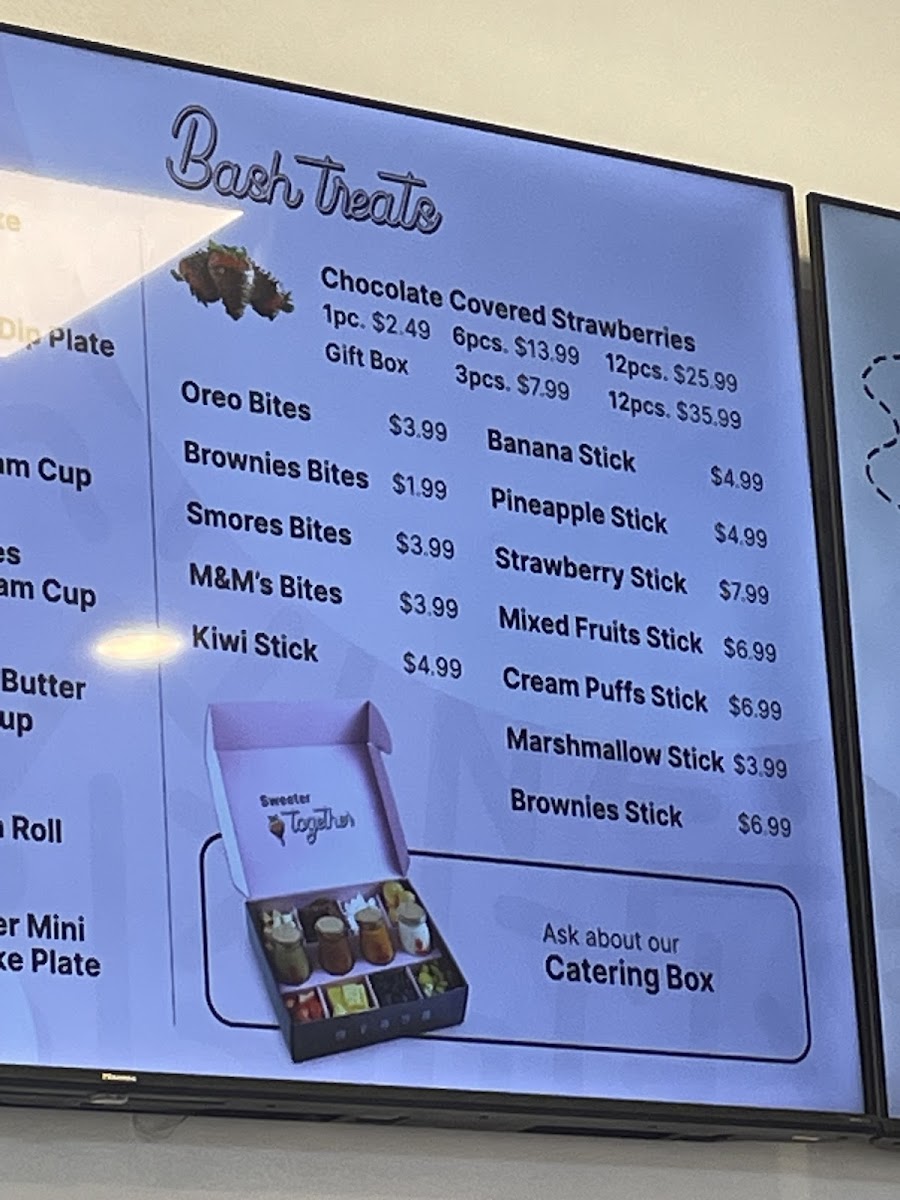 Bash Treats
Chocolate Covered Strawberries
1pc. $2.49 6pcs. $13.99 12pcs. $25.99
Gift Box 3pcs. $7.99 12pcs. $35.99
Oreo Bites $3.99
Brownies Bites $1.99
Smores Bites $3.99
M&M's Bites $3.99
Kiwi Stick $4.99
Banana Stick $4.99
Pineapple Stick $4.99
Strawberry Stick $7.99
Mixed Fruits Stick $6.99
Cream Puffs Stick $6.99
Marshmallow Stick $3.99
Brownies Stick $6.99
Sweeter
Together
Ask about our
Catering Box
ke
Dip Plate
am Cup
es
am Cup
Butter
up
Roll
er Mini
ke Plate
Hisense